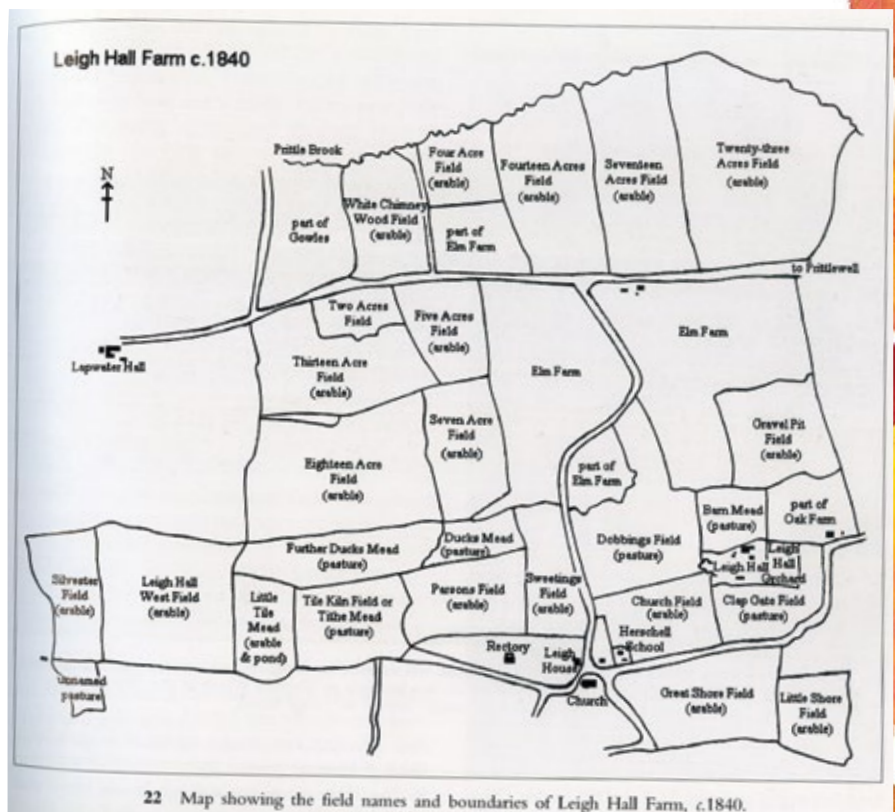 Leigh Hall Farm c.1840
N
Prittle Brook
part of
Gowles
White Chimney
Wood Field
(arable)
Four Acre
Field
(arable)
part of
Elm Farm
Fourteen Acres
Field
(arable)
Seventeen
Acres Field
(arable)
Twenty-three
Acres Field
(arable)
to Prittlewell
Lapwater Hall
Two Acres
Field
Five Acres
Field
(arable)
Thirteen Acre
Field
(arable)
Elm Farm
Elm Farm
Seven Acre
Field
(arable)
Eighteen Acre
Field
(arable)
part of
Elm Farm
Gravel Pit
Field
(arable)
Barn Mead
(pasture)
part of
Oak Farm
Ducks Mead
(pasture)
Further Ducks Mead
(pasture)
Dobbings Field
(pasture)
Leigh Hall
Leigh
Hall
Orchard
Silvester
Field
(arable)
Leigh Hall
West Field
(arable)
Little
Tile
Mead
(arable
& pond)
Tile Kiln Field or
Tithe Mead
(pasture)
Parsons Field
(arable)
Sweetings
Field
(arable)
Church Field
(arable)
Clap Gate Field
(pasture)
Herschell
School
Rectory
Leigh
House
Church
unnamed
pasture
Great Shore Field
(arable)
Little Shore
Field
(arable)
22 Map showing the field names and boundaries of Leigh Hall Farm, c.1840.